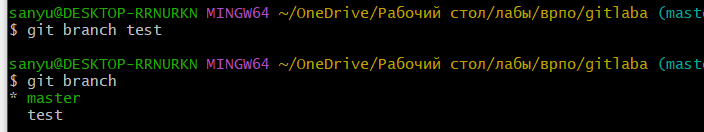 sanyu@DESKTOP-RRNURKN MINGW64 ~/OneDrive/Рабочий стол/лабы/врпо/gitlaba
$ git branch test
sanyu@DESKTOP-RRNURKN MINGW64 ~/OneDrive/Рабочий стол/лабы/врпо/gitlaba
$ git branch
* master
test